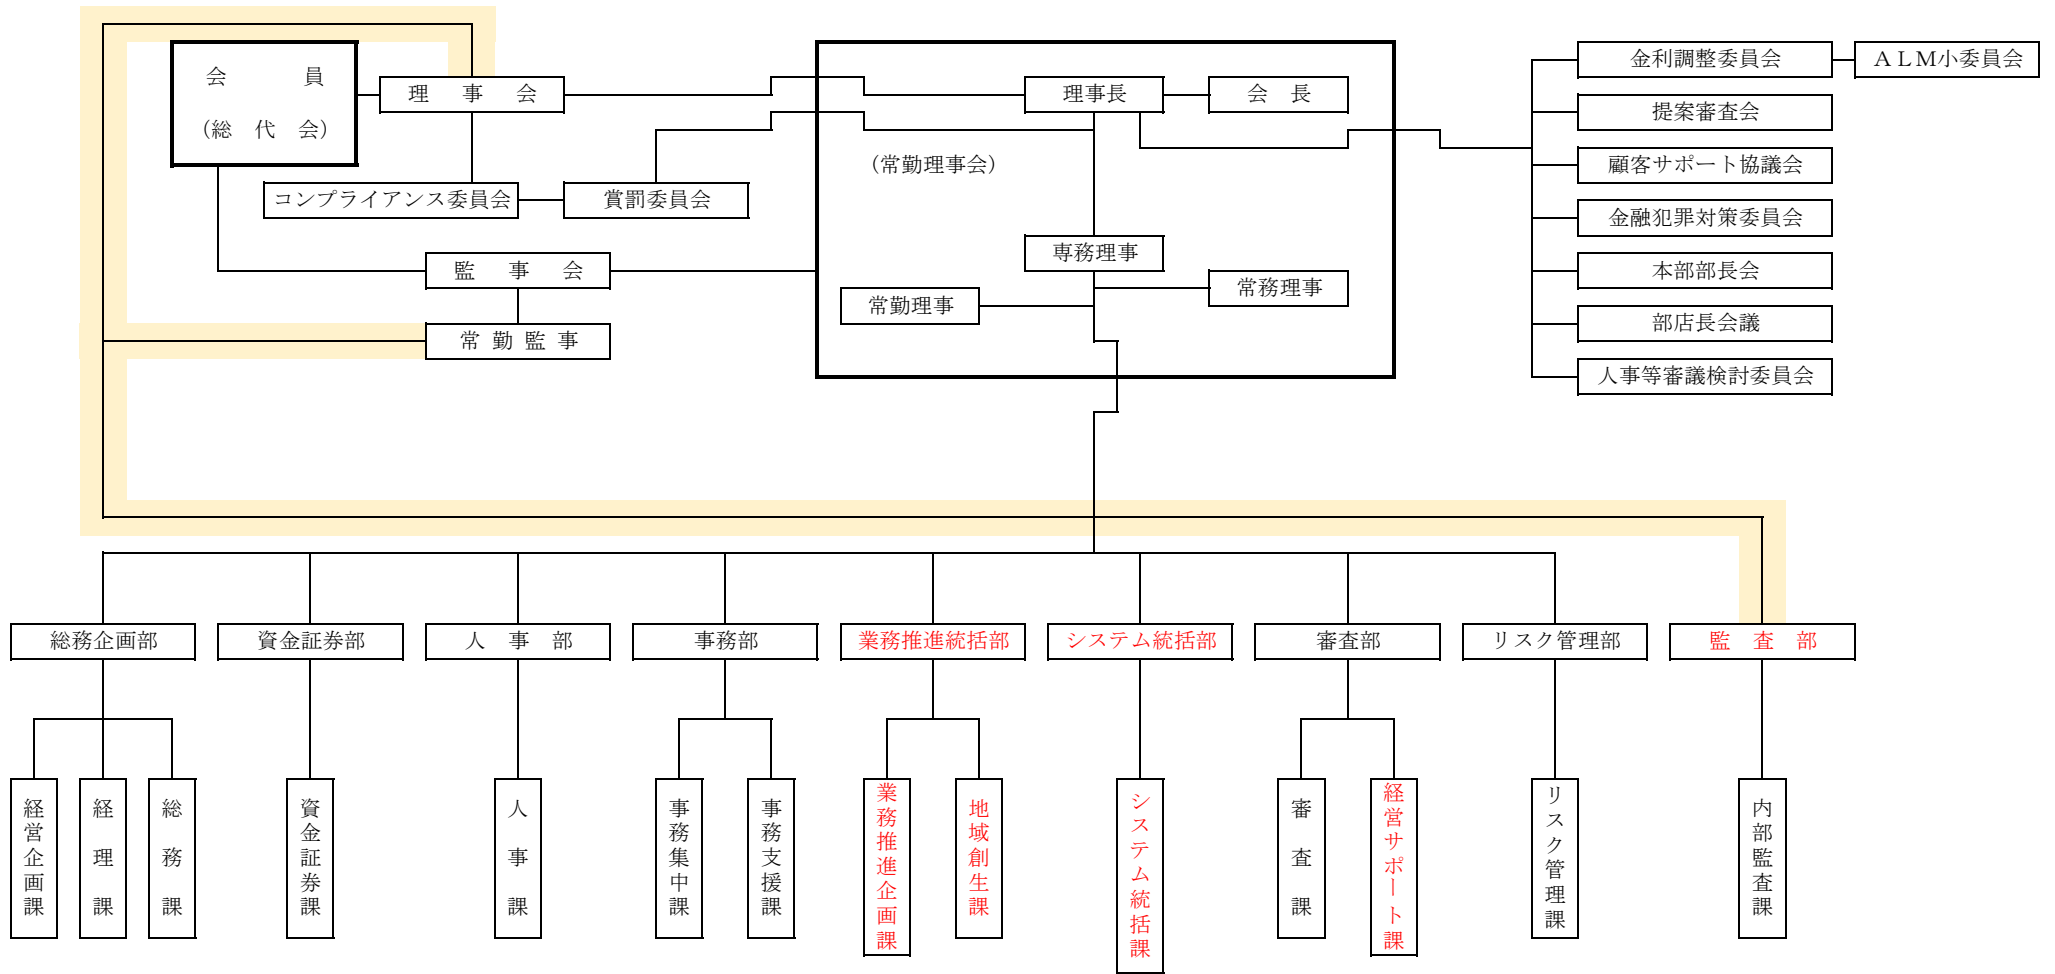 会　　　員
（総　代　会）
理　事　会
理事長
会　長
金利調整委員会
ＡＬＭ小委員会
提案審査会
（常勤理事会）
顧客サポート協議会
コンプライアンス委員会
賞罰委員会
金融犯罪対策委員会
専務理事
監　事　会
本部部長会
常務理事
常勤理事
部店長会議
常 勤 監 事
人事等審議検討委員会
総務企画部
資金証券部
人　事　部
事務部
業務推進統括部
システム統括部
審査部
リスク管理部
監　査　部
経営企画課
経理課
総務課
資金証券課
人事課
事務集中課
事務支援課
業務推進企画課
地域創生課
システム統括課
審査課
経営サポート課
リスク管理課
内部監査課